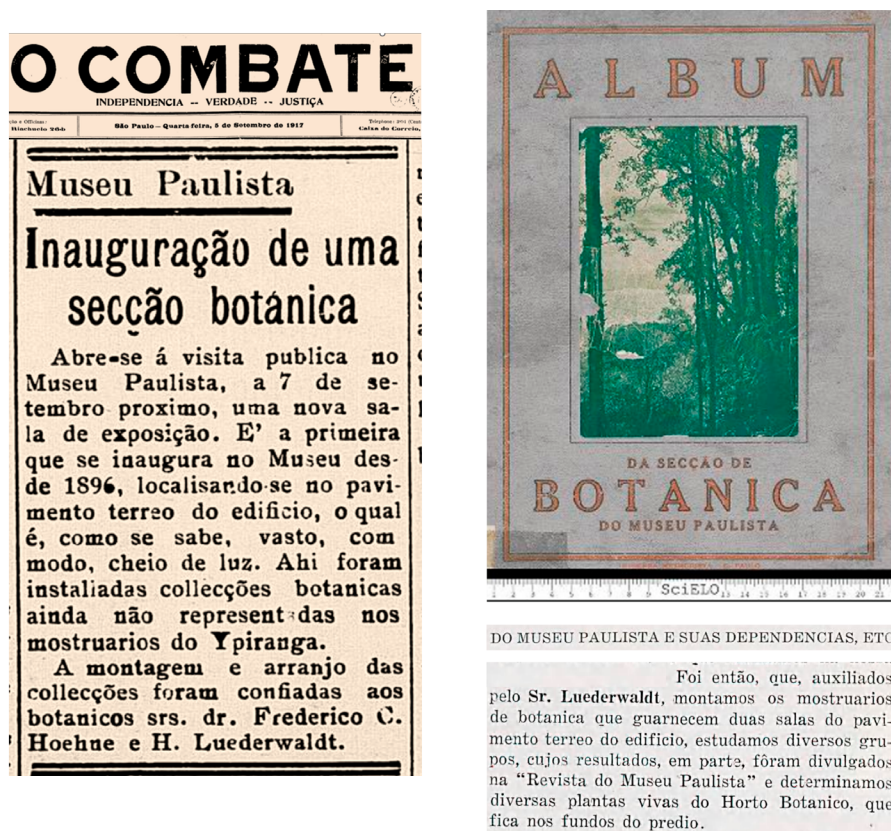 O COMBATE
INDEPENDENCIA -- VERDADE -- JUSTIÇA
São Paulo — Quarta feira, 5 de Setembro de 1917
Museu Paulista
Inauguração de uma
secção botánica
Abre-se á visita publica no
Museu Paulista, a 7 de se-
tembro proximo, uma nova sa-
la de exposição. E' a primeira
que se inaugura no Museu des-
de 1896, localisando-se no pavi-
mento terreo do edificio, o qual
é, como se sabe, vasto, com
modo, cheio de luz. Ahi foram
installadas collecções botanicas
ainda não representadas nos
mostruarios do Ypiranga.
A montagem e arranjo das
collecções foram confiadas aos
botanicos srs. dr. Frederico C.
Hoehne e H. Luederwaldt.
ALBUM
DA SECCÃO DE
BOTANICA
DO MUSEU PAULISTA
SciELO
DO MUSEU PAULISTA E SUAS DEPENDENCIAS, ETC
Foi então, que, auxiliados
pelo Sr. Luederwaldt, montamos os mostruarios
de botanica que guarnecem duas salas do pavi-
mento terreo do edificio, estudamos diversos gru-
pos, cujos resultados, em parte, fôram divulgados
na "Revista do Museu Paulista" e determinamos
diversas plantas vivas do Horto Botanico, que
fica nos fundos do predio.